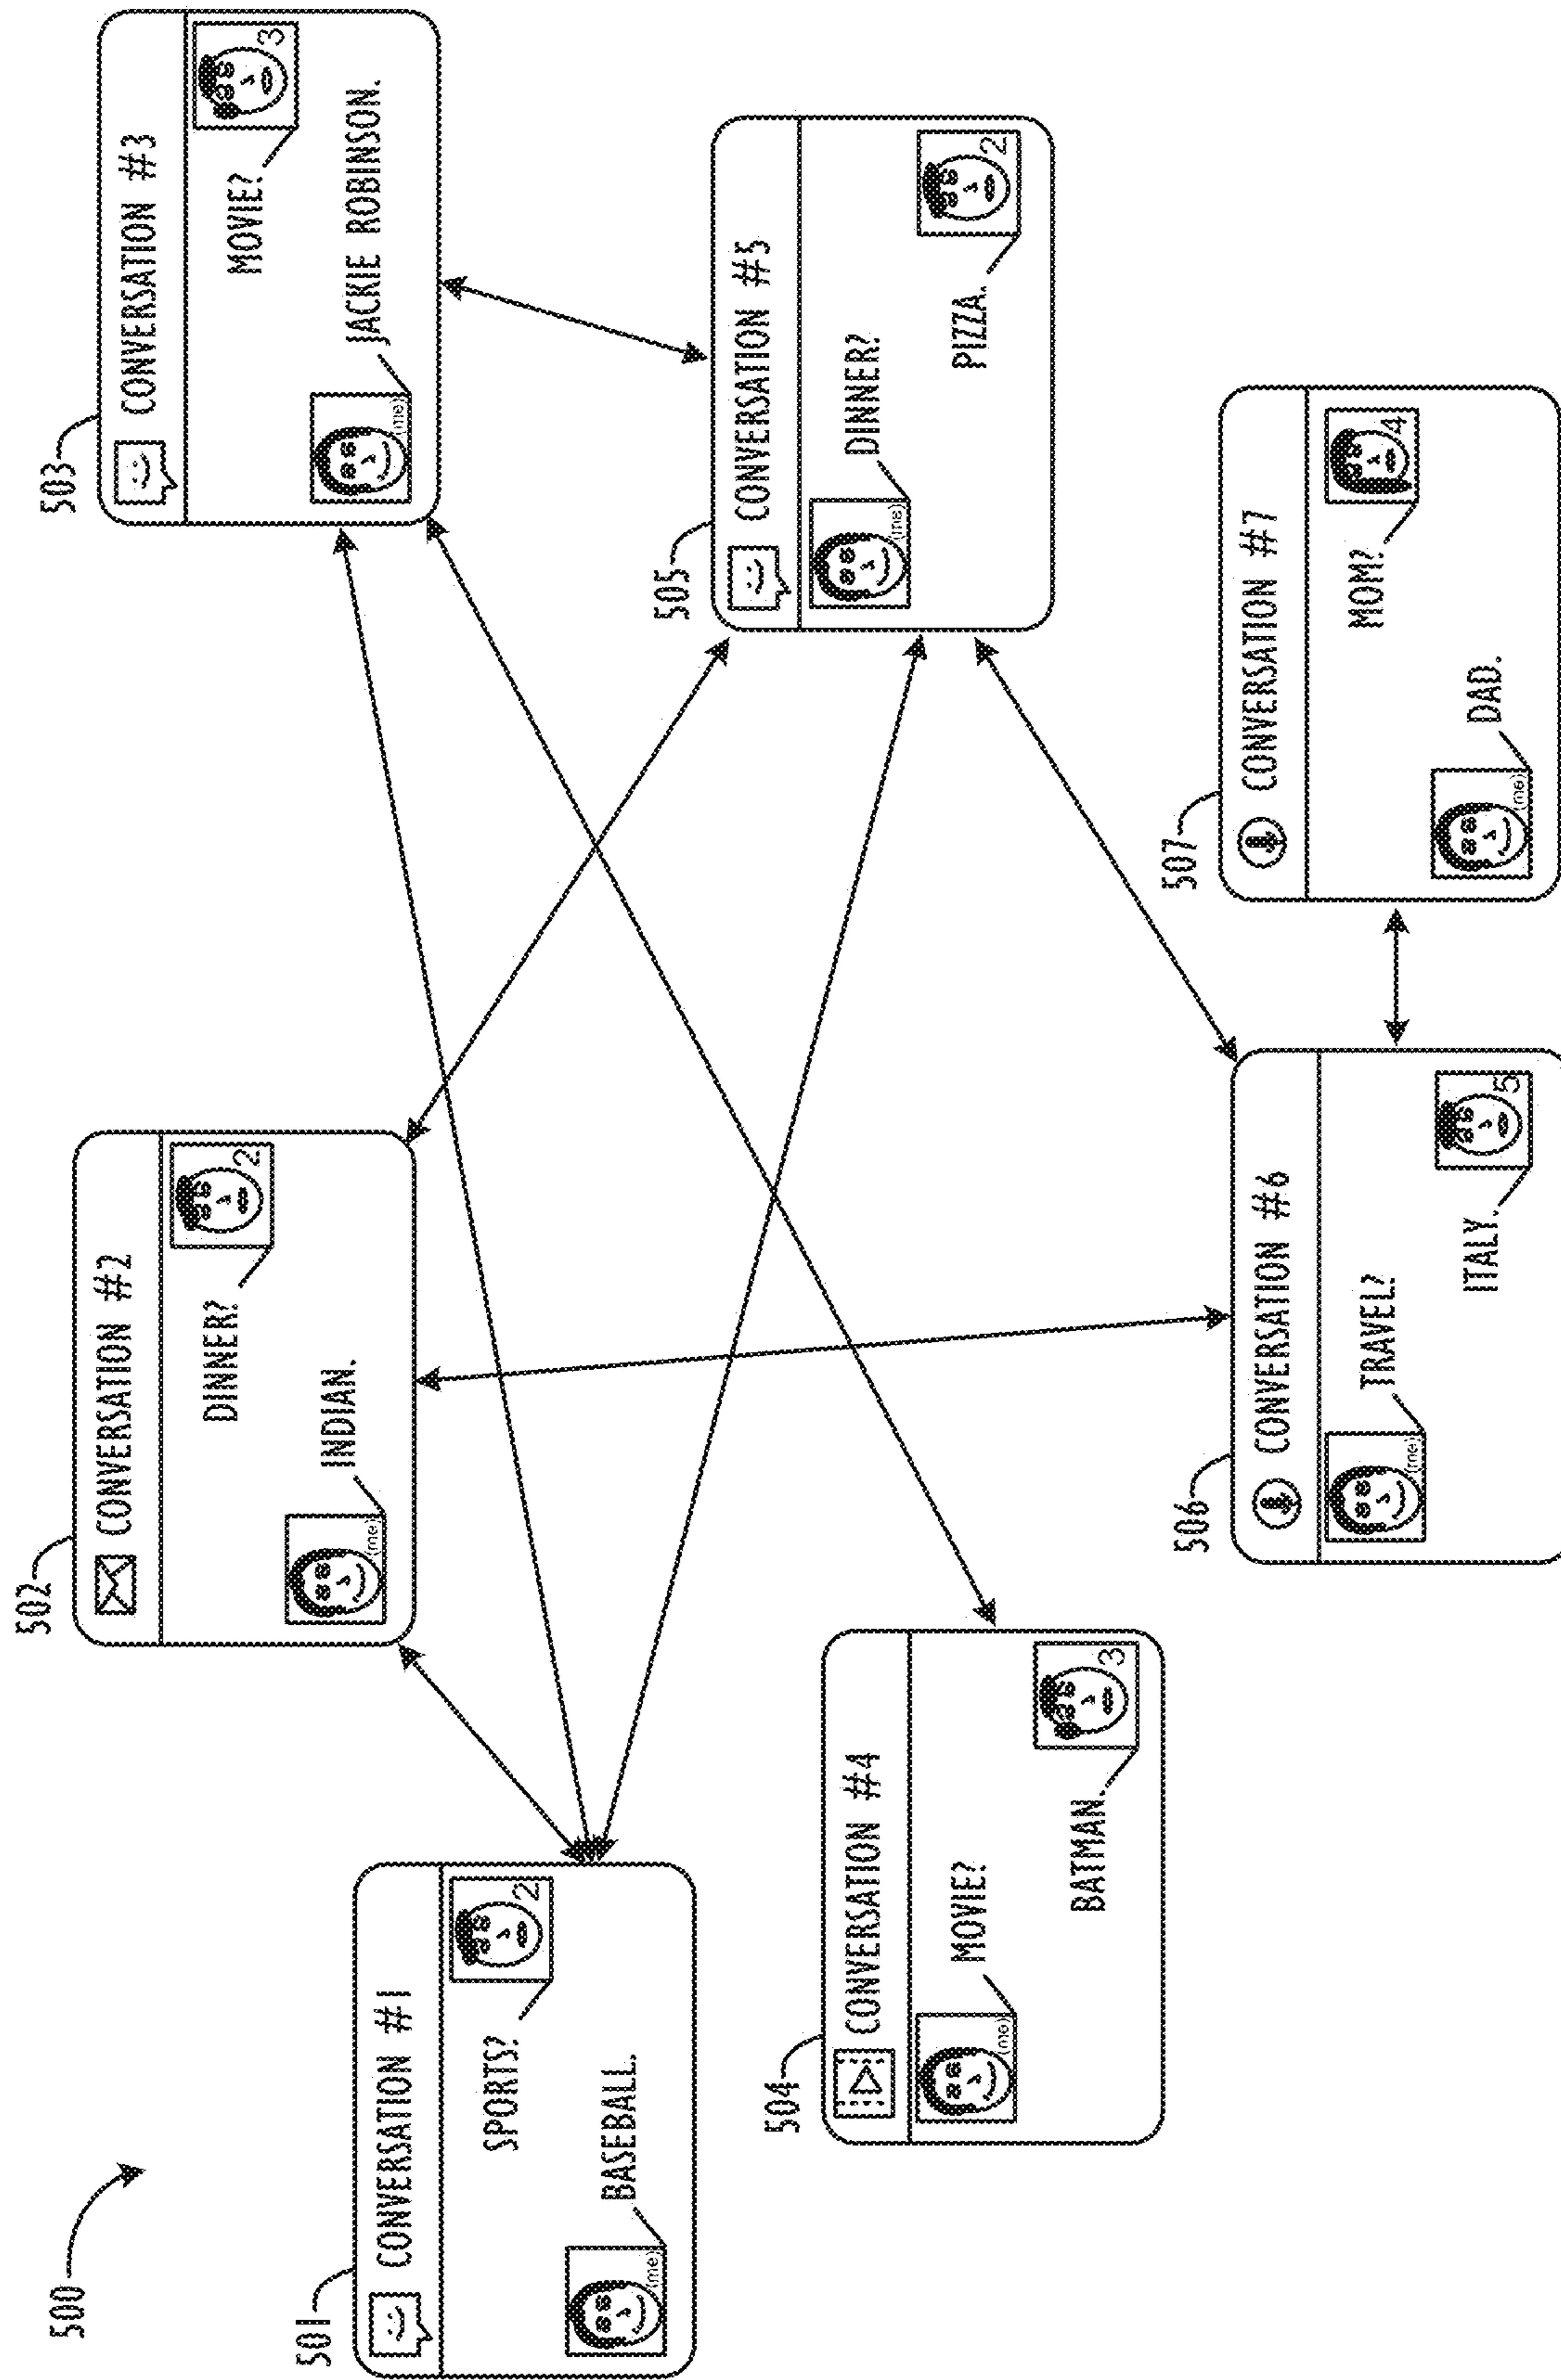 500
501
CONVERSATION #1
SPORTS?
2
BASEBALL.
(me)
502
CONVERSATION #2
DINNER?
2
INDIAN.
(me)
503
CONVERSATION #3
MOVIE?
3
JACKIE ROBINSON.
(me)
504
CONVERSATION #4
MOVIE?
(me)
BATMAN.
3
505
CONVERSATION #5
DINNER?
(me)
PIZZA.
2
506
CONVERSATION #6
TRAVEL?
(me)
ITALY.
5
507
CONVERSATION #7
MOM?
4
DAD.
(me)